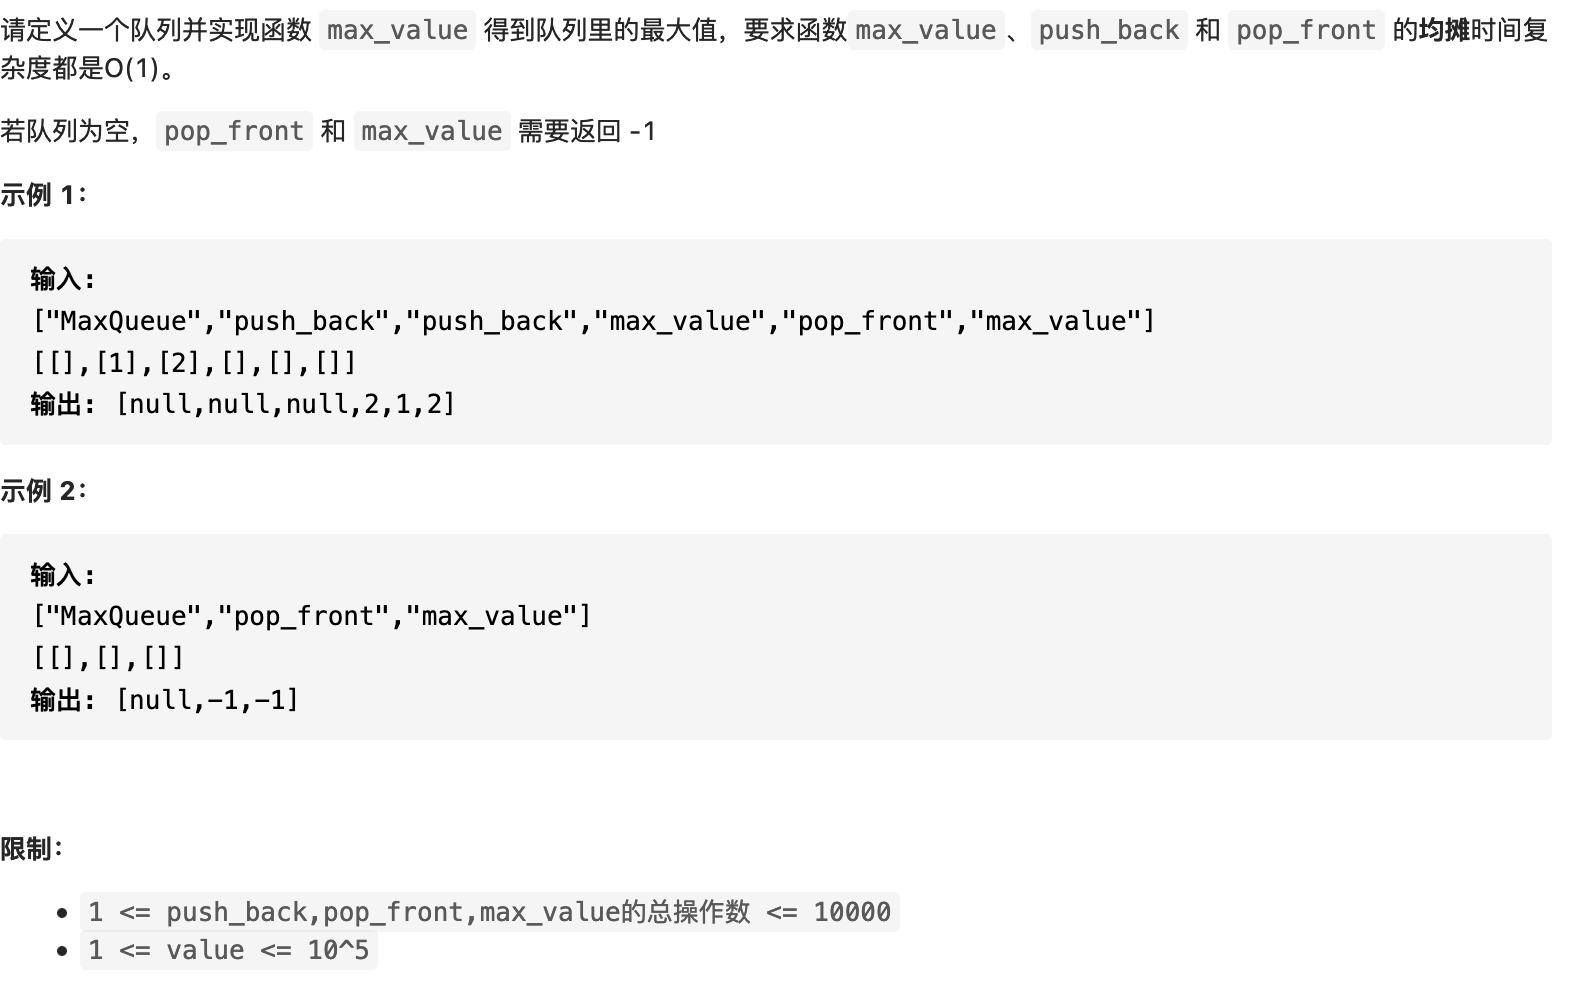 请定义一个队列并实现函数 max_value 得到队列里的最大值，要求函数max_value、push_back 和 pop_front 的均摊时间复
杂度都是O(1)。
若队列为空，pop_front 和 max_value 需要返回 -1
示例 1：
输入:
["MaxQueue","push_back","push_back","max_value","pop_front","max_value"]
[[],[1],[2],[],[],[]]
输出: [null,null,null,2,1,2]
示例 2：
输入:
["MaxQueue","pop_front","max_value"]
[[],[],[]]
输出: [null,-1,-1]
限制：
• 1 <= push_back,pop_front,max_value的总操作数 <= 10000
• 1 <= value <= 10^5